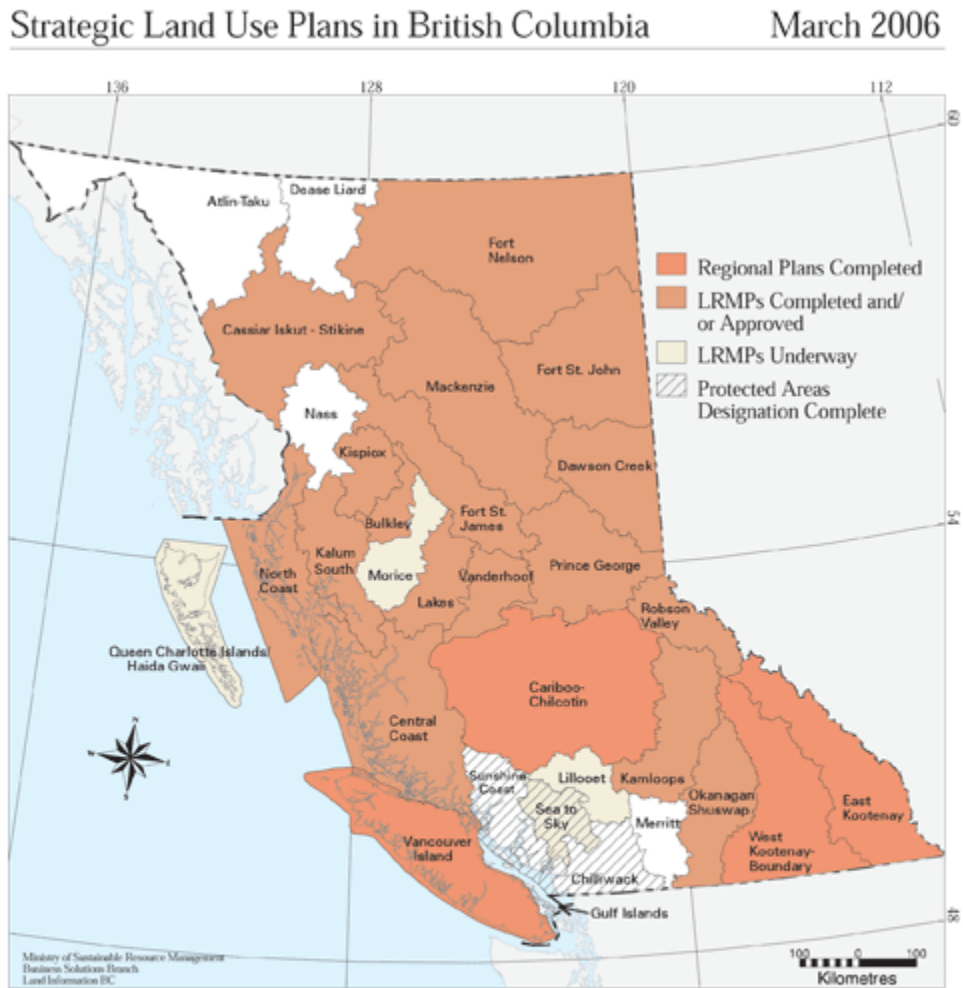 Strategic Land Use Plans in British Columbia
March 2006
136
128
120
112
60
Atlin-Taku
Dease Liard
Fort
Nelson
Regional Plans Completed
LRMPs Completed and/
or Approved
LRMPs Underway
Protected Areas
Designation Complete
Cassiar Iskut - Stikine
Mackenzie
Fort St. John
Nass
Kispiox
Dawson Creek
Bulkley
Fort St.
James
54
Kalum
South
North
Coast
Morice
Vanderhoof
Prince George
Lakes
Robson
Valley
Queen Charlotte Islands/
Haida Gwaii
Cariboo-
Chilcotin
Central
Coast
N
W
E
S
Sunshine
Coast
Lillooet
Kamloops
Okanagan
Shuswap
East
Kootenay
Sea to
Sky
Merritt
Vancouver
Island
West
Kootenay-
Boundary
Chilliwack
Gulf Islands
48
Ministry of Sustainable Resource Management
Business Solutions Branch
Land Information BC
100
0
100
Kilometres